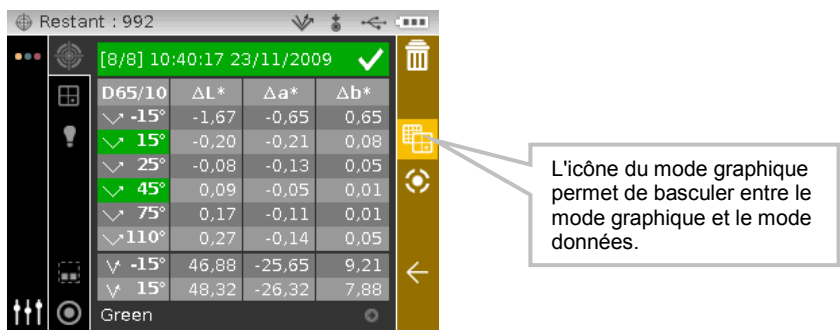 Restant : 992
[8/8] 10:40:17 23/11/2009
D65/10 ΔL* Δa* Δb*
-15° -1,67 -0,65 0,65
15° -0,20 -0,21 0,08
25° -0,08 -0,13 0,05
45° 0,09 -0,05 0,01
75° 0,17 -0,11 0,01
110° 0,27 -0,14 0,05
-15° 46,88 -25,65 9,21
15° 48,32 -26,32 7,88
Green
L'icône du mode graphique
permet de basculer entre le
mode graphique et le mode
données.